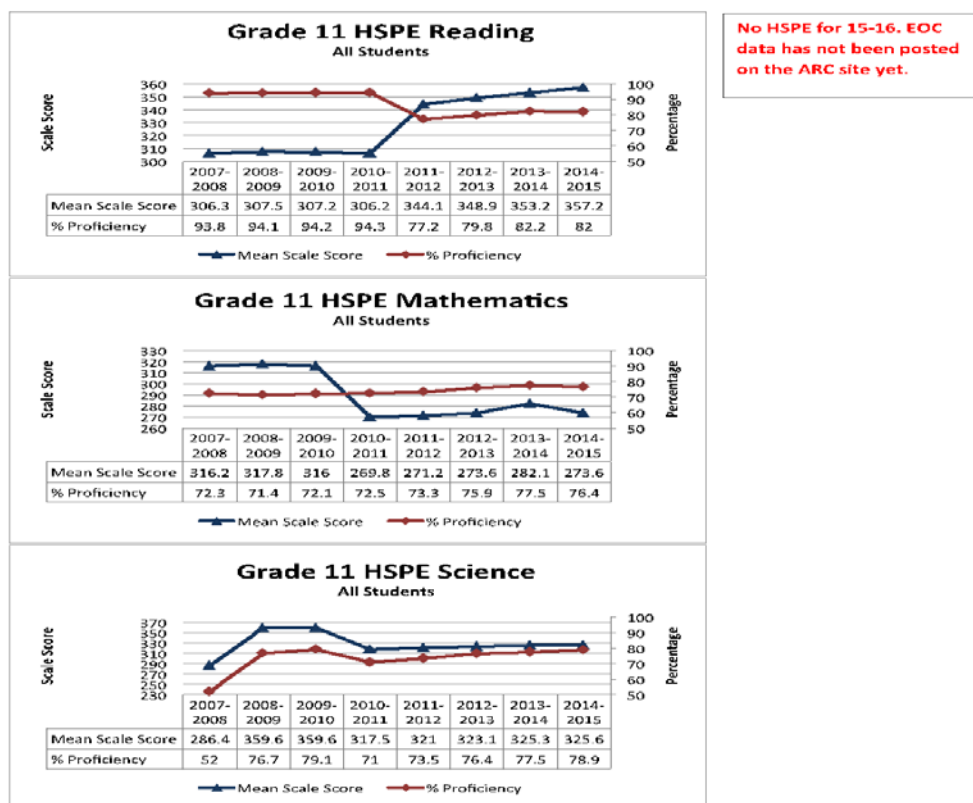 Grade 11 HSPE Reading
All Students
No HSPE for 15-16. EOC
data has not been posted
on the ARC site yet.
Scale Score
360
350
340
330
320
310
300
100
90
80
70
60
50
Percentage
2007-2008 2008-2009 2009-2010 2010-2011 2011-2012 2012-2013 2013-2014 2014-2015
Mean Scale Score 306.3 307.5 307.2 306.2 344.1 348.9 353.2 357.2
% Proficiency 93.8 94.1 94.2 94.3 77.2 79.8 82.2 82
Mean Scale Score % Proficiency
Grade 11 HSPE Mathematics
All Students
Scale Score
330
320
310
300
290
280
270
260
100
90
80
70
60
50
Percentage
2007-2008 2008-2009 2009-2010 2010-2011 2011-2012 2012-2013 2013-2014 2014-2015
Mean Scale Score 316.2 317.8 316 269.8 271.2 273.6 282.1 273.6
% Proficiency 72.3 71.4 72.1 72.5 73.3 75.9 77.5 76.4
Mean Scale Score % Proficiency
Grade 11 HSPE Science
All Students
Scale Score
370
350
330
310
290
270
250
230
100
90
80
70
60
50
Percentage
2007-2008 2008-2009 2009-2010 2010-2011 2011-2012 2012-2013 2013-2014 2014-2015
Mean Scale Score 286.4 359.6 359.6 317.5 321 323.1 325.3 325.6
% Proficiency 52 76.7 79.1 71 73.5 76.4 77.5 78.9
Mean Scale Score % Proficiency